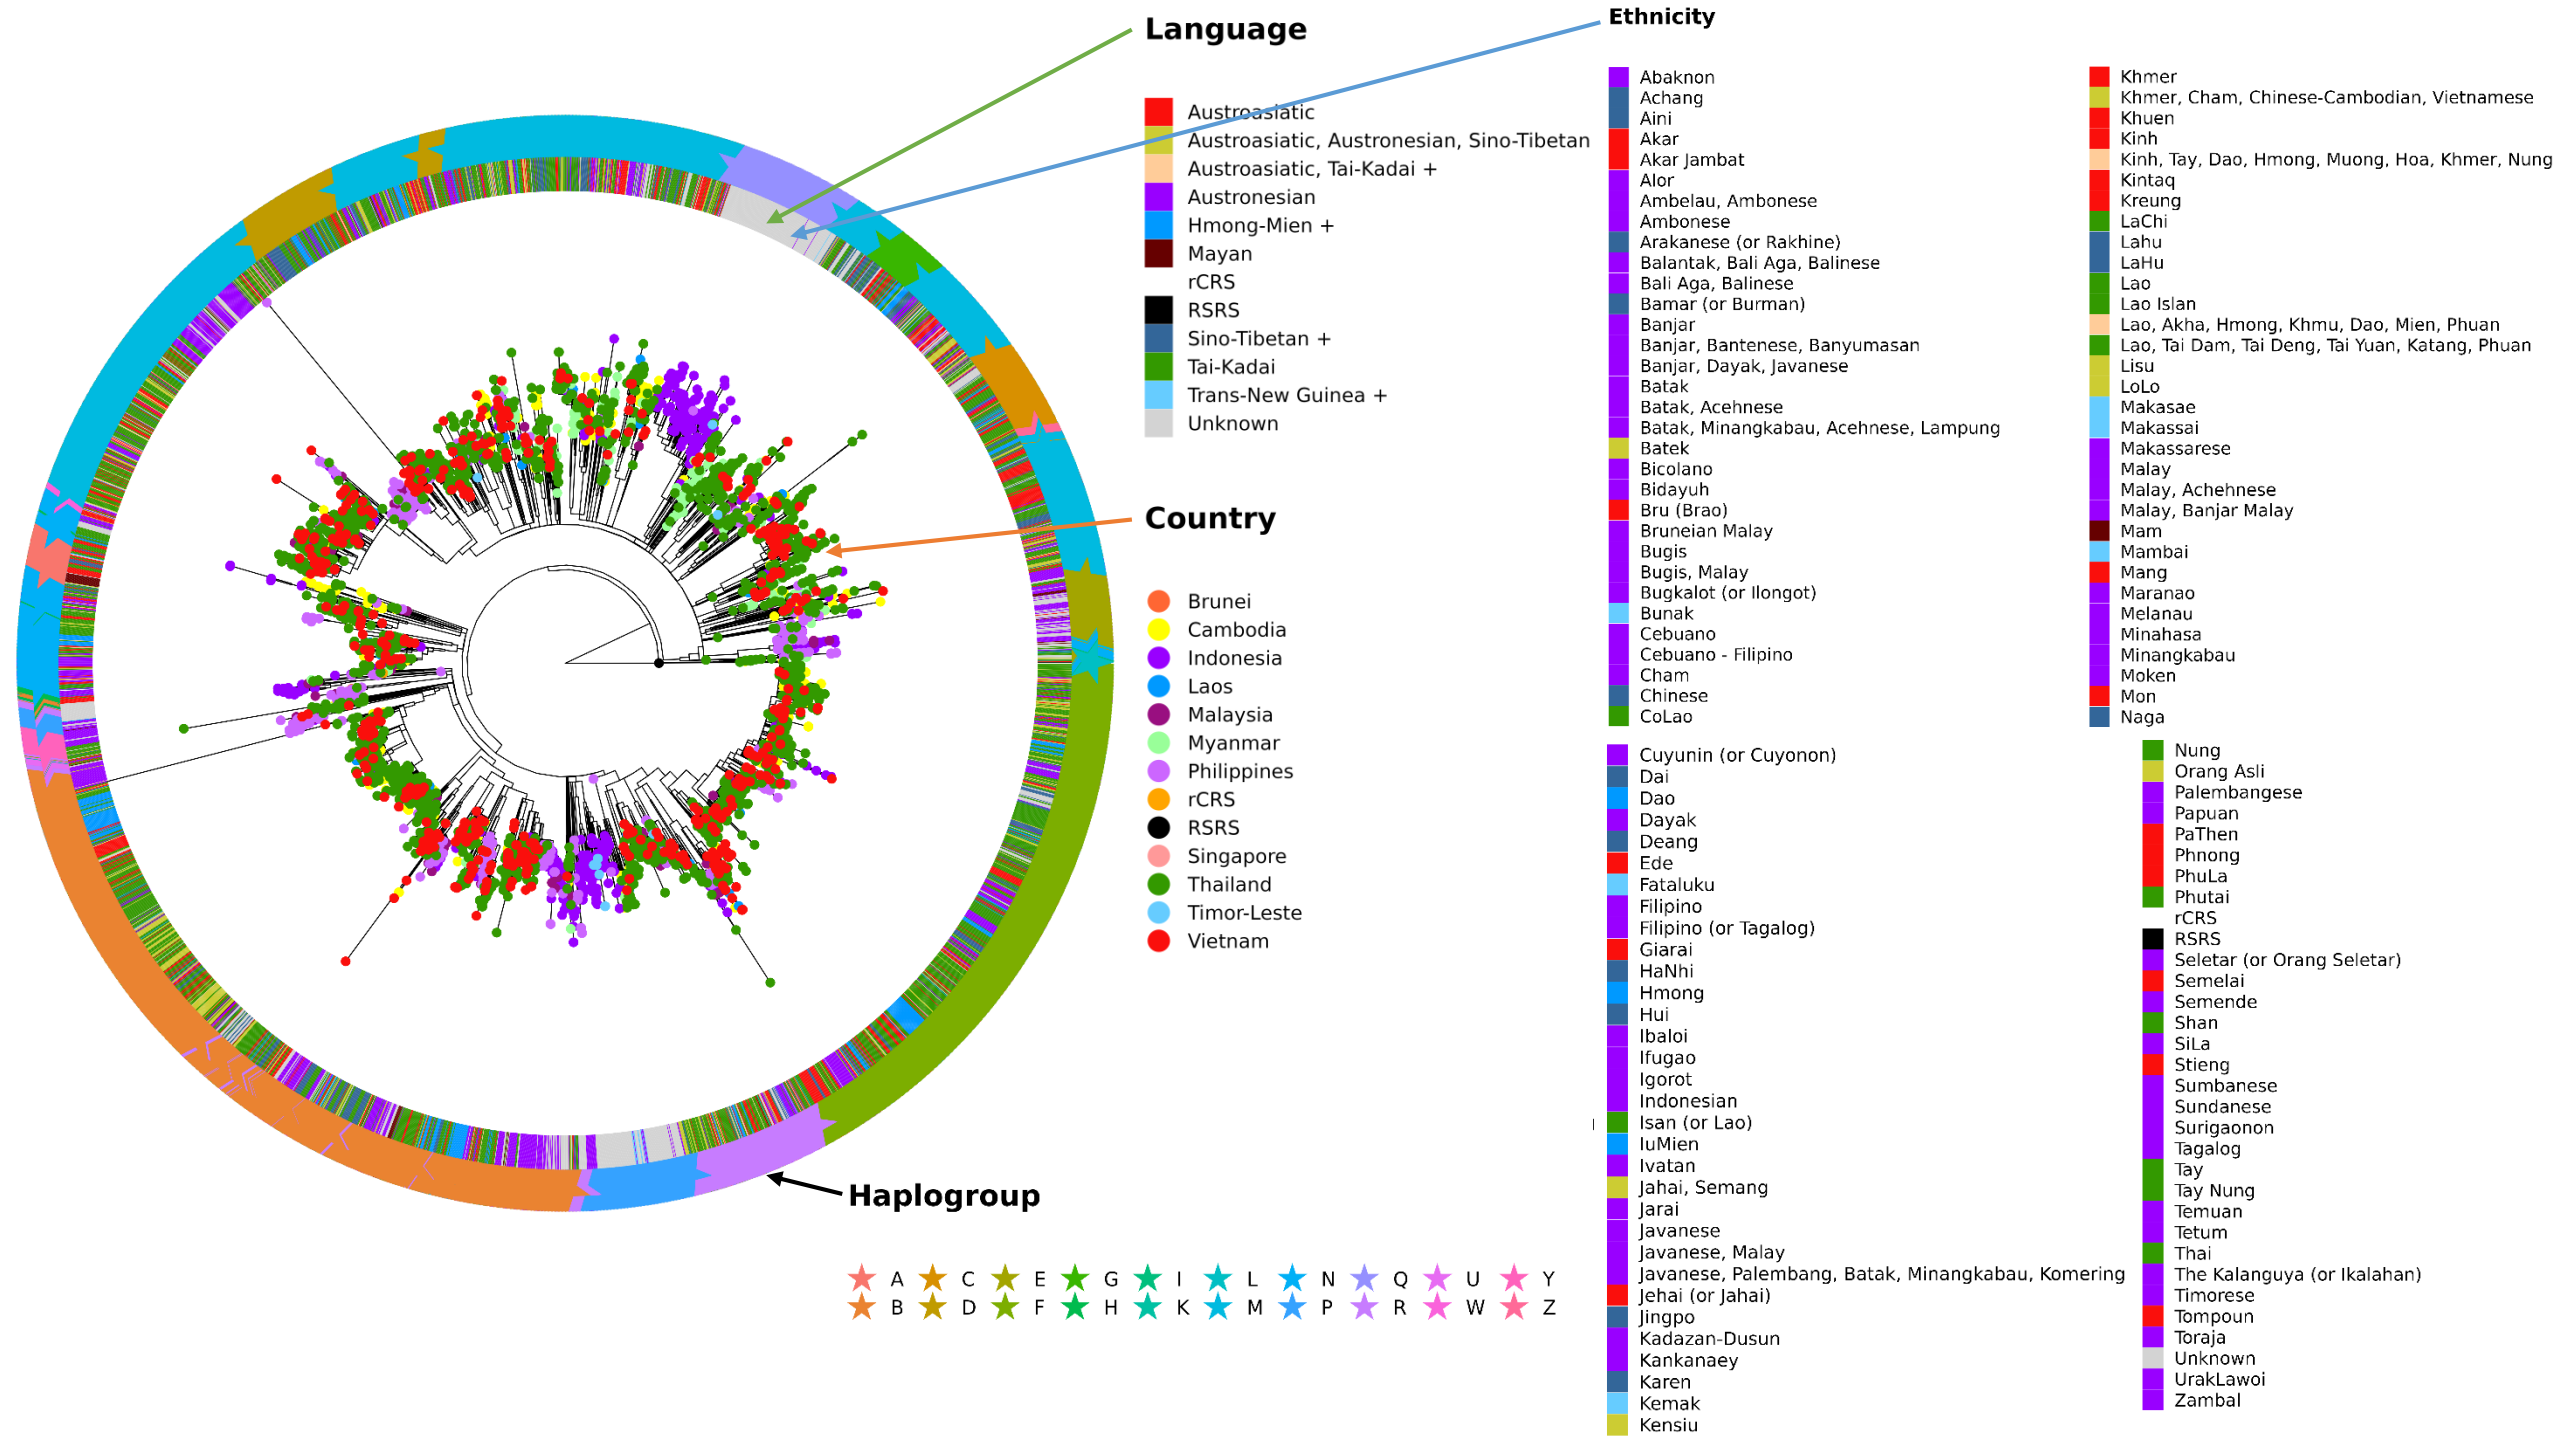 Language
Austroasiatic
Austroasiatic, Austronesian, Sino-Tibetan
Austroasiatic, Tai-Kadai +
Austronesian
Hmong-Mien +
Mayan
rCRS
RSRS
Sino-Tibetan +
Tai-Kadai
Trans-New Guinea +
Unknown
Country
Brunei
Cambodia
Indonesia
Laos
Malaysia
Myanmar
Philippines
rCRS
RSRS
Singapore
Thailand
Timor-Leste
Vietnam
Haplogroup
A C E G I L N Q U Y
B D F H K M P R W Z
Ethnicity
Abaknon
Achang
Aini
Akar
Akar Jambat
Alor
Ambelau, Ambonese
Ambonese
Arakanese (or Rakhine)
Balantak, Bali Aga, Balinese
Bali Aga, Balinese
Bamar (or Burman)
Banjar
Banjar, Bantenese, Banyumasan
Banjar, Dayak, Javanese
Batak
Batak, Acehnese
Batak, Minangkabau, Acehnese, Lampung
Batek
Bicolano
Bidayuh
Bru (Brao)
Bruneian Malay
Bugis
Bugis, Malay
Bugkalot (or Ilongot)
Bunak
Cebuano
Cebuano - Filipino
Cham
Chinese
CoLao
Cuyunin (or Cuyonon)
Dai
Dao
Dayak
Deang
Ede
Fataluku
Filipino
Filipino (or Tagalog)
Giarai
HaNhi
Hmong
Hui
Ibaloi
Ifugao
Igorot
Indonesian
Isan (or Lao)
IuMien
Ivatan
Jahai, Semang
Jarai
Javanese
Javanese, Malay
Javanese, Palembang, Batak, Minangkabau, Komering
Jehai (or Jahai)
Jingpo
Kadazan-Dusun
Kankanaey
Karen
Kemak
Kensiu
Khmer
Khmer, Cham, Chinese-Cambodian, Vietnamese
Khuen
Kinh
Kinh, Tay, Dao, Hmong, Muong, Hoa, Khmer, Nung
Kintaq
Kreung
LaChi
Lahu
LaHu
Lao
Lao Islan
Lao, Akha, Hmong, Khmu, Dao, Mien, Phuan
Lao, Tai Dam, Tai Deng, Tai Yuan, Katang, Phuan
Lisu
LoLo
Makasae
Makassai
Makassarese
Malay
Malay, Achehnese
Malay, Banjar Malay
Mam
Mambai
Mang
Maranao
Melanau
Minahasa
Minangkabau
Moken
Mon
Naga
Nung
Orang Asli
Palembangese
Papuan
PaThen
Phnong
PhuLa
Phutai
rCRS
RSRS
Seletar (or Orang Seletar)
Semelai
Semende
Shan
SiLa
Stieng
Sumbanese
Sundanese
Surigaonon
Tagalog
Tay
Tay Nung
Temuan
Tetum
Thai
The Kalanguya (or Ikalahan)
Timorese
Tompoun
Toraja
Unknown
UrakLawoi
Zambal